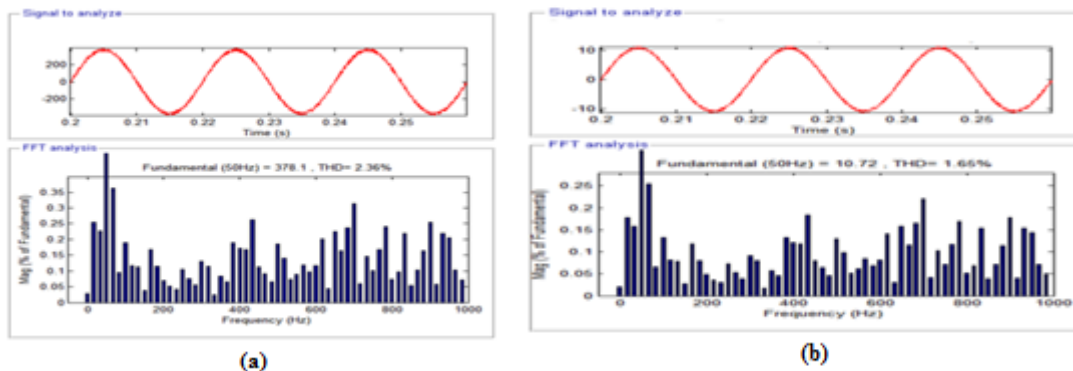 Signal to analyze
200
0
-200
0.2 0.21 0.22 0.23 0.24 0.25
Time (s)
FFT analysis
Fundamental (50Hz) = 378.1 , THD= 2.36%
Mag (% of Fundamental)
0.35
0.3
0.25
0.2
0.15
0.1
0.05
0
0 200 400 600 800 1000
Frequency (Hz)
(a)
Signal to analyze
10
0
-10
0.2 0.21 0.22 0.23 0.24 0.25
Time (s)
FFT analysis
Fundamental (50Hz) = 10.72 , THD= 1.65%
Mag (% of Fundamental)
0.25
0.2
0.15
0.1
0.05
0
0 200 400 600 800 1000
Frequency (Hz)
(b)